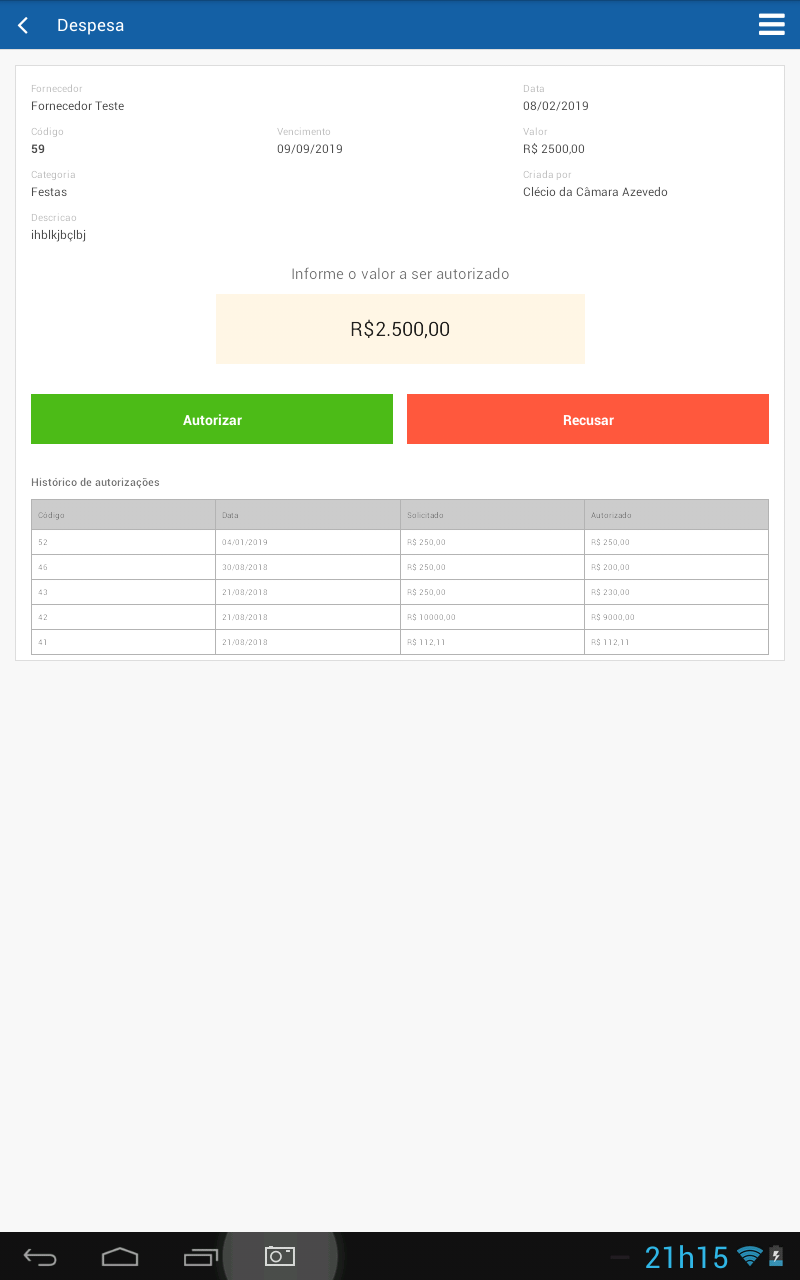 Despesa
Fornecedor Data
Fornecedor Teste 08/02/2019
Código Vencimento Valor
59 09/09/2019 R$ 2500,00
Categoria Criada por
Festas Clécio da Câmara Azevedo
Descricao
ihblkjbçlbj
Informe o valor a ser autorizado
R$2.500,00
Autorizar Recusar
Histórico de autorizações
Código Data Solicitado Autorizado
52 04/01/2019 R$ 250,00 R$ 250,00
46 30/08/2018 R$ 250,00 R$ 200,00
43 21/08/2018 R$ 250,00 R$ 230,00
42 21/08/2018 R$ 10000,00 R$ 9000,00
41 21/08/2018 R$ 112,11 R$ 112,11
21h15